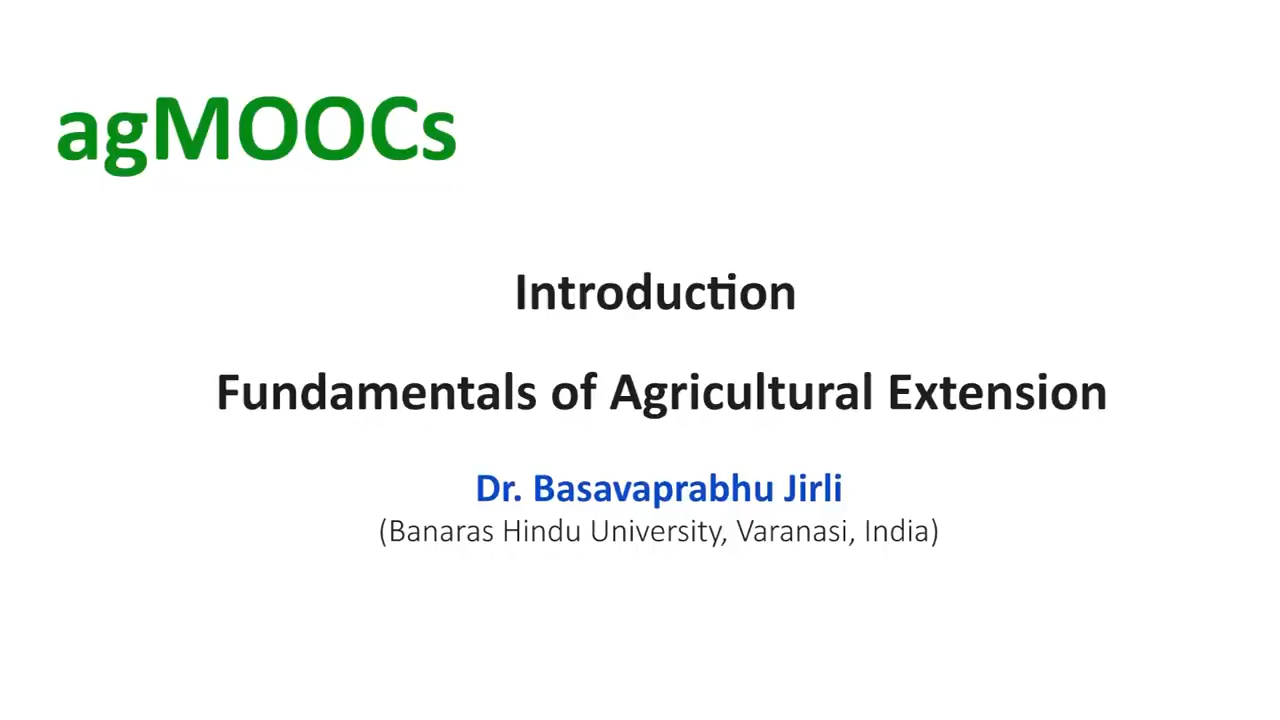 agMOOCs
Introduction
Fundamentals of Agricultural Extension
Dr. Basavaprabhu Jirli
(Banaras Hindu University, Varanasi, India)